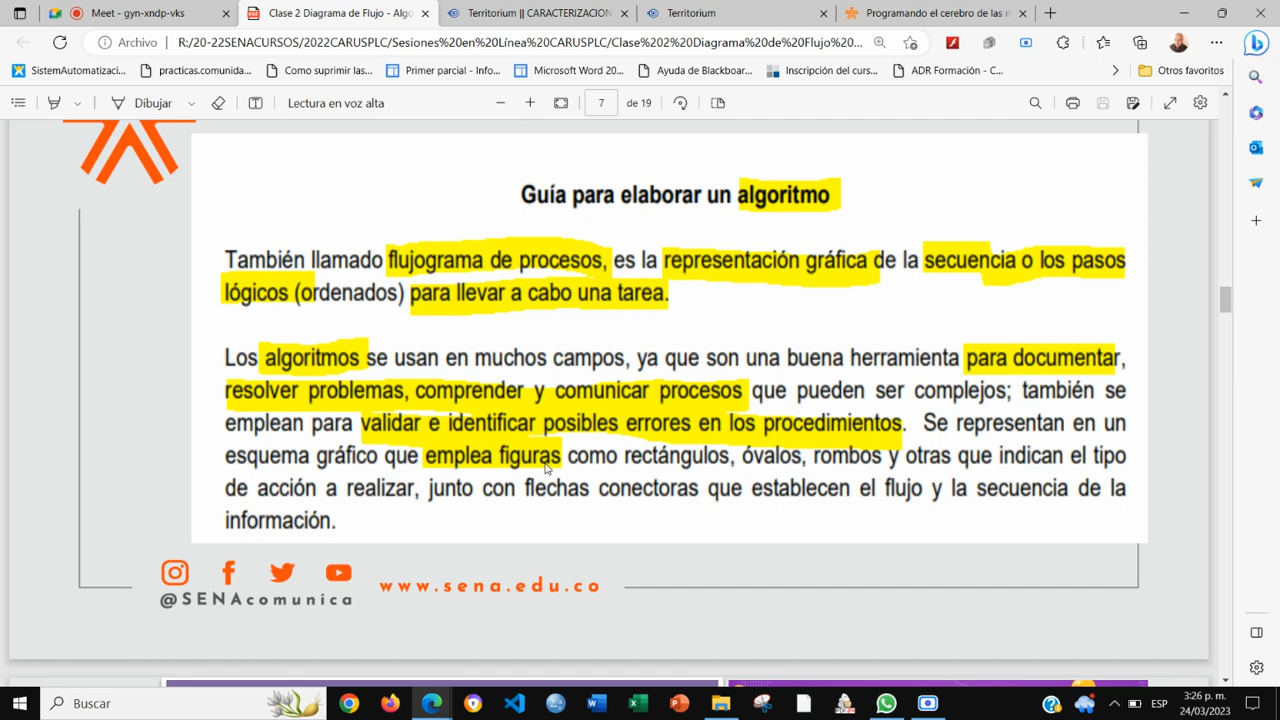 Meet - gyn-xndp-vks
Clase 2 Diagrama de Flujo - Algo
Territorium || CARACTERIZACION
Territorium
Programando el cerebro de las m
Archivo
R:/20-22SENACURSOS/2022CARUSPLC/Sesiones%20en%20Línea%20CARUSPLC/Clase%202%20Diagrama%20de%20Flujo%20...
SistemAutomatizaci...
practicas.comunida...
Como suprimir las...
Primer parcial - Info...
Microsoft Word 20...
Ayuda de Blackboar...
Inscripción del curs...
ADR Formación - C...
Otros favoritos
Dibujar
Lectura en voz alta
7
de 19
Guía para elaborar un algoritmo
También llamado flujograma de procesos, es la representación gráfica de la secuencia o los pasos
lógicos (ordenados) para llevar a cabo una tarea.
Los algoritmos se usan en muchos campos, ya que son una buena herramienta para documentar,
resolver problemas, comprender y comunicar procesos que pueden ser complejos; también se
emplean para validar e identificar posibles errores en los procedimientos. Se representan en un
esquema gráfico que emplea figuras como rectángulos, óvalos, rombos y otras que indican el tipo
de acción a realizar, junto con flechas conectoras que establecen el flujo y la secuencia de la
información.
@SENAcomunica
www.sena.edu.co
Buscar
ESP
3:26 p. m.
24/03/2023